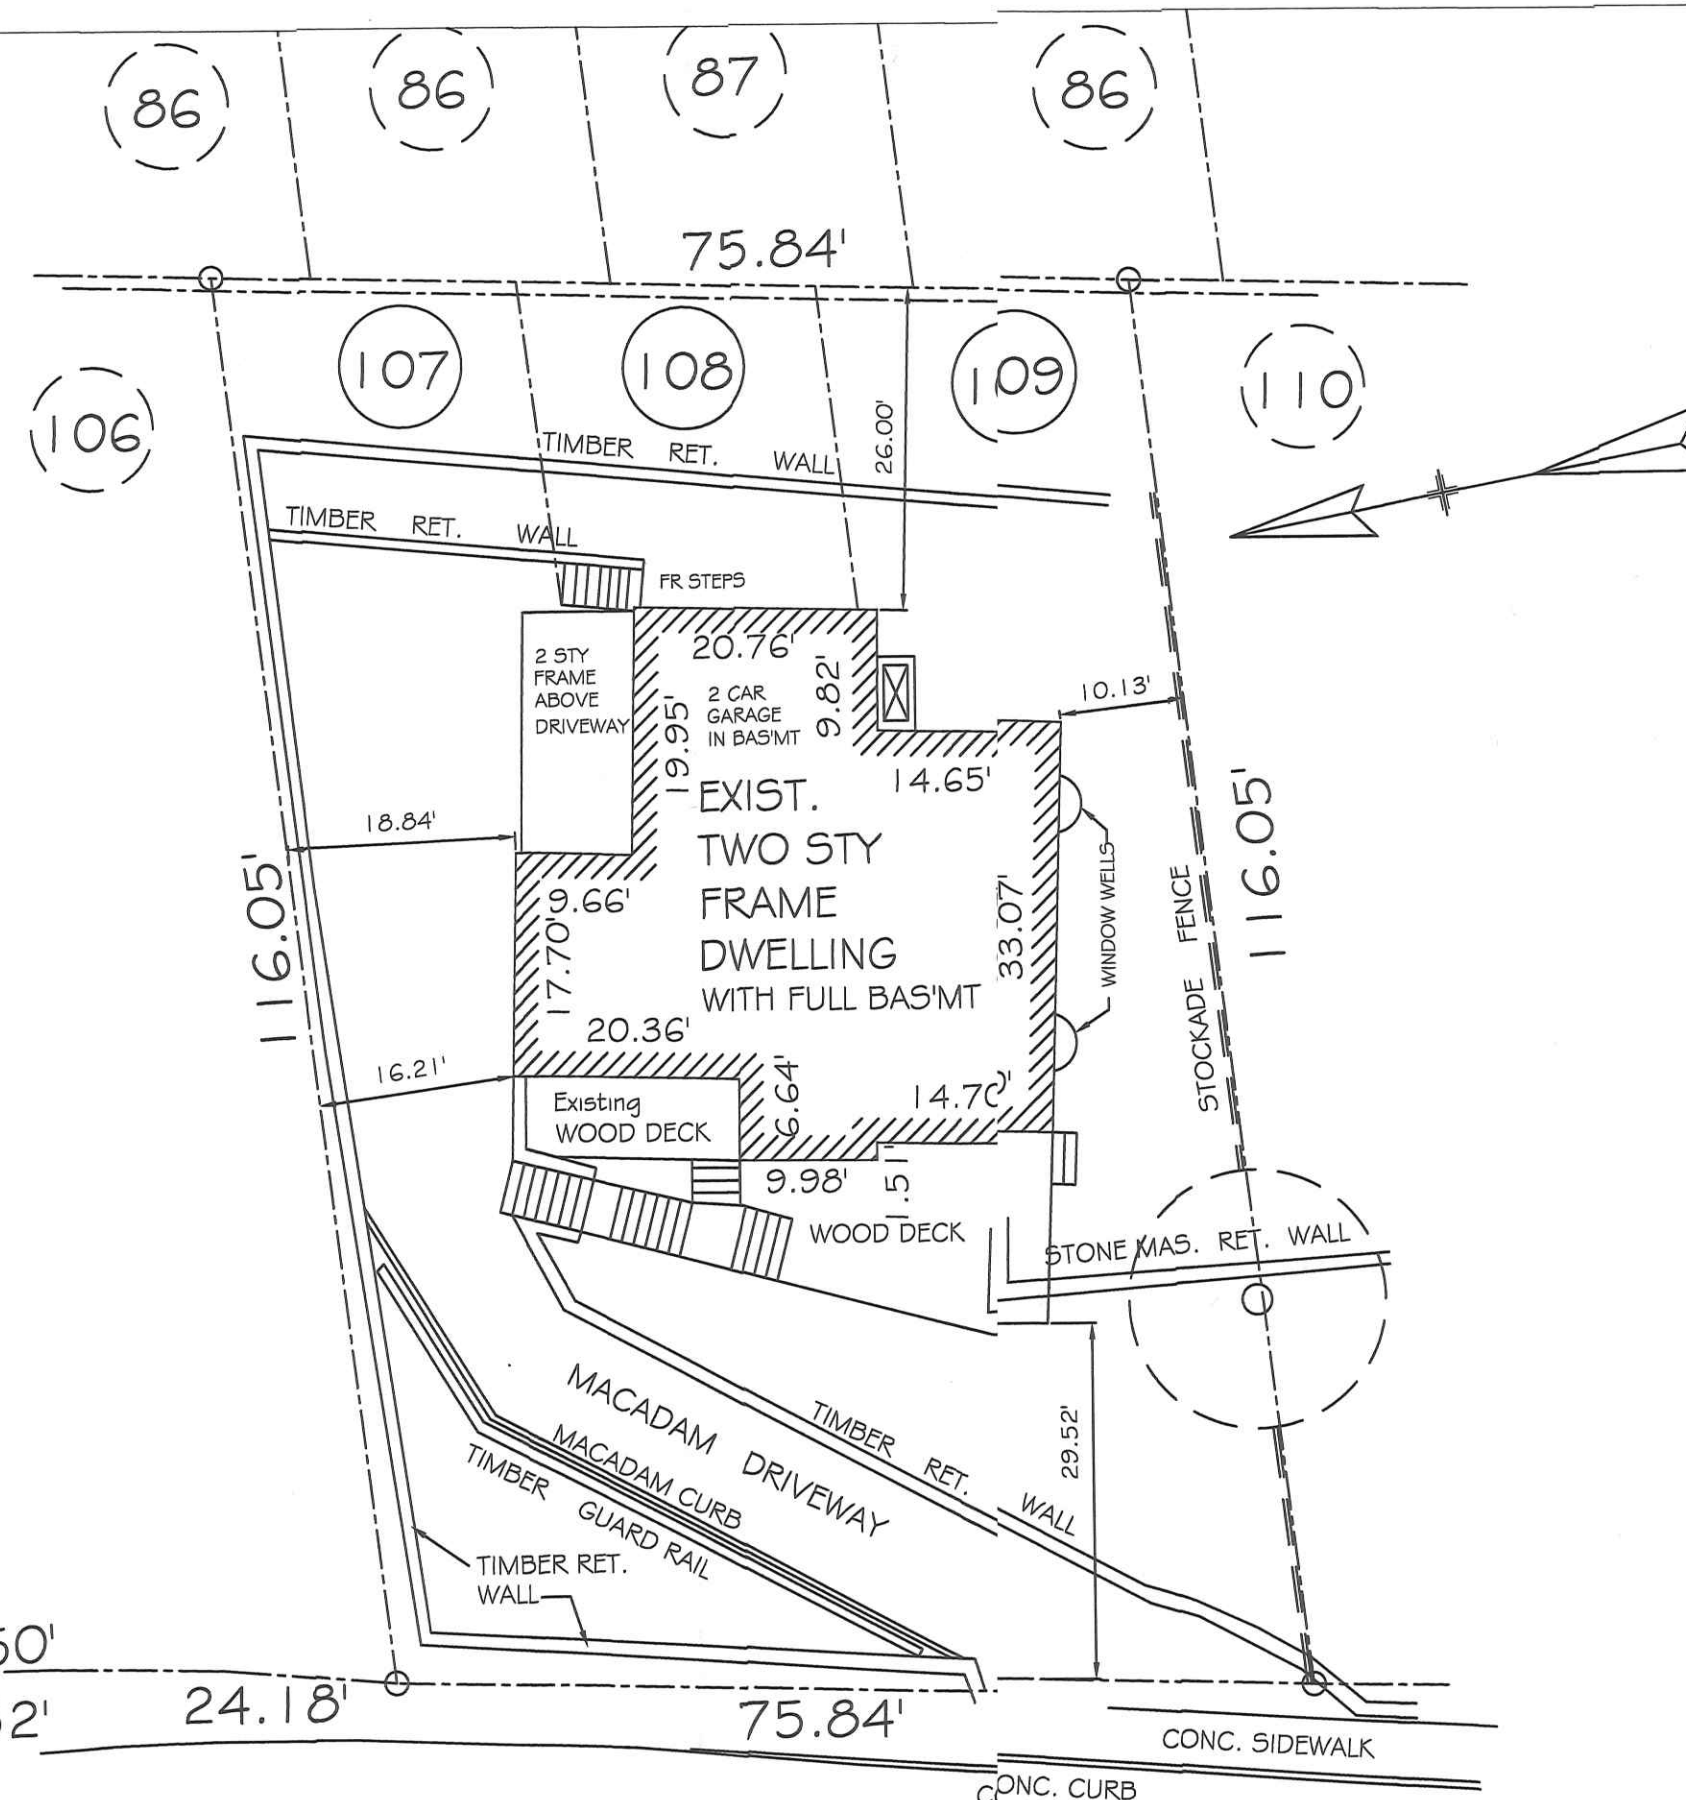 86
86
87
86
75.84'
106
107
108
109
110
26.00'
TIMBER RET. WALL
TIMBER RET. WALL
FR STEPS
2 STY
FRAME
ABOVE
DRIVEWAY
20.76'
2 CAR
GARAGE
IN BAS'MT
19.95'
9.82'
10.13'
14.65'
EXIST.
TWO STY
FRAME
DWELLING
WITH FULL BAS'MT
18.84'
116.05'
9.66'
17.70'
20.36'
33.07'
WINDOW WELLS
STOCKADE FENCE
116.05'
16.21'
Existing
WOOD DECK
6.64'
14.70'
9.98'
1.51'
WOOD DECK
STONE MAS. RET. WALL
MACADAM DRIVEWAY
TIMBER RET. WALL
29.52'
MACADAM CURB
TIMBER GUARD RAIL
TIMBER RET.
WALL
50'
24.18'
2'
75.84'
CONC. SIDEWALK
CONC. CURB